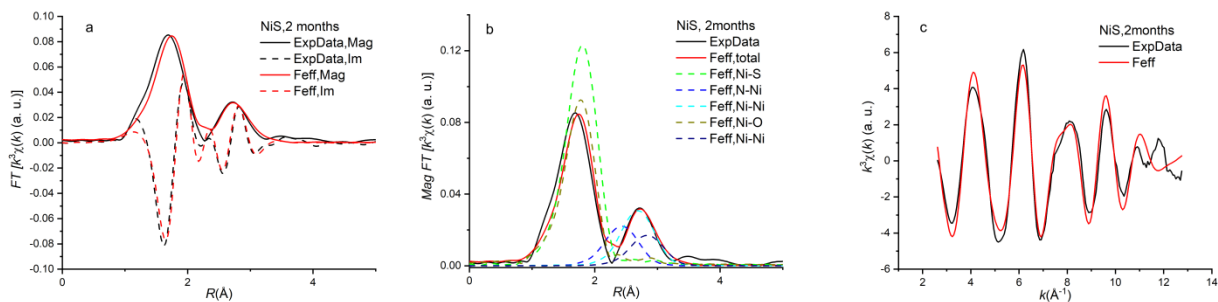 a
NiS,2 months
ExpData,Mag
ExpData,Im
Feff,Mag
Feff,Im
FT [k³χ(k) (a. u.)]
0.10
0.08
0.06
0.04
0.02
0.00
-0.02
-0.04
-0.06
-0.08
-0.10
0
2
4
R(Å)
b
NiS, 2months
ExpData
Feff,total
Feff,Ni-S
Feff,N-Ni
Feff,Ni-Ni
Feff,Ni-O
Feff,Ni-Ni
Mag FT [k³χ(k) (a. u.)]
0.12
0.08
0.04
0.00
0
2
4
R(Å)
c
NiS,2months
ExpData
Feff
k³χ(k) (a. u.)
8
6
4
2
0
-2
-4
-6
2
4
6
8
10
12
14
k(Å⁻¹)